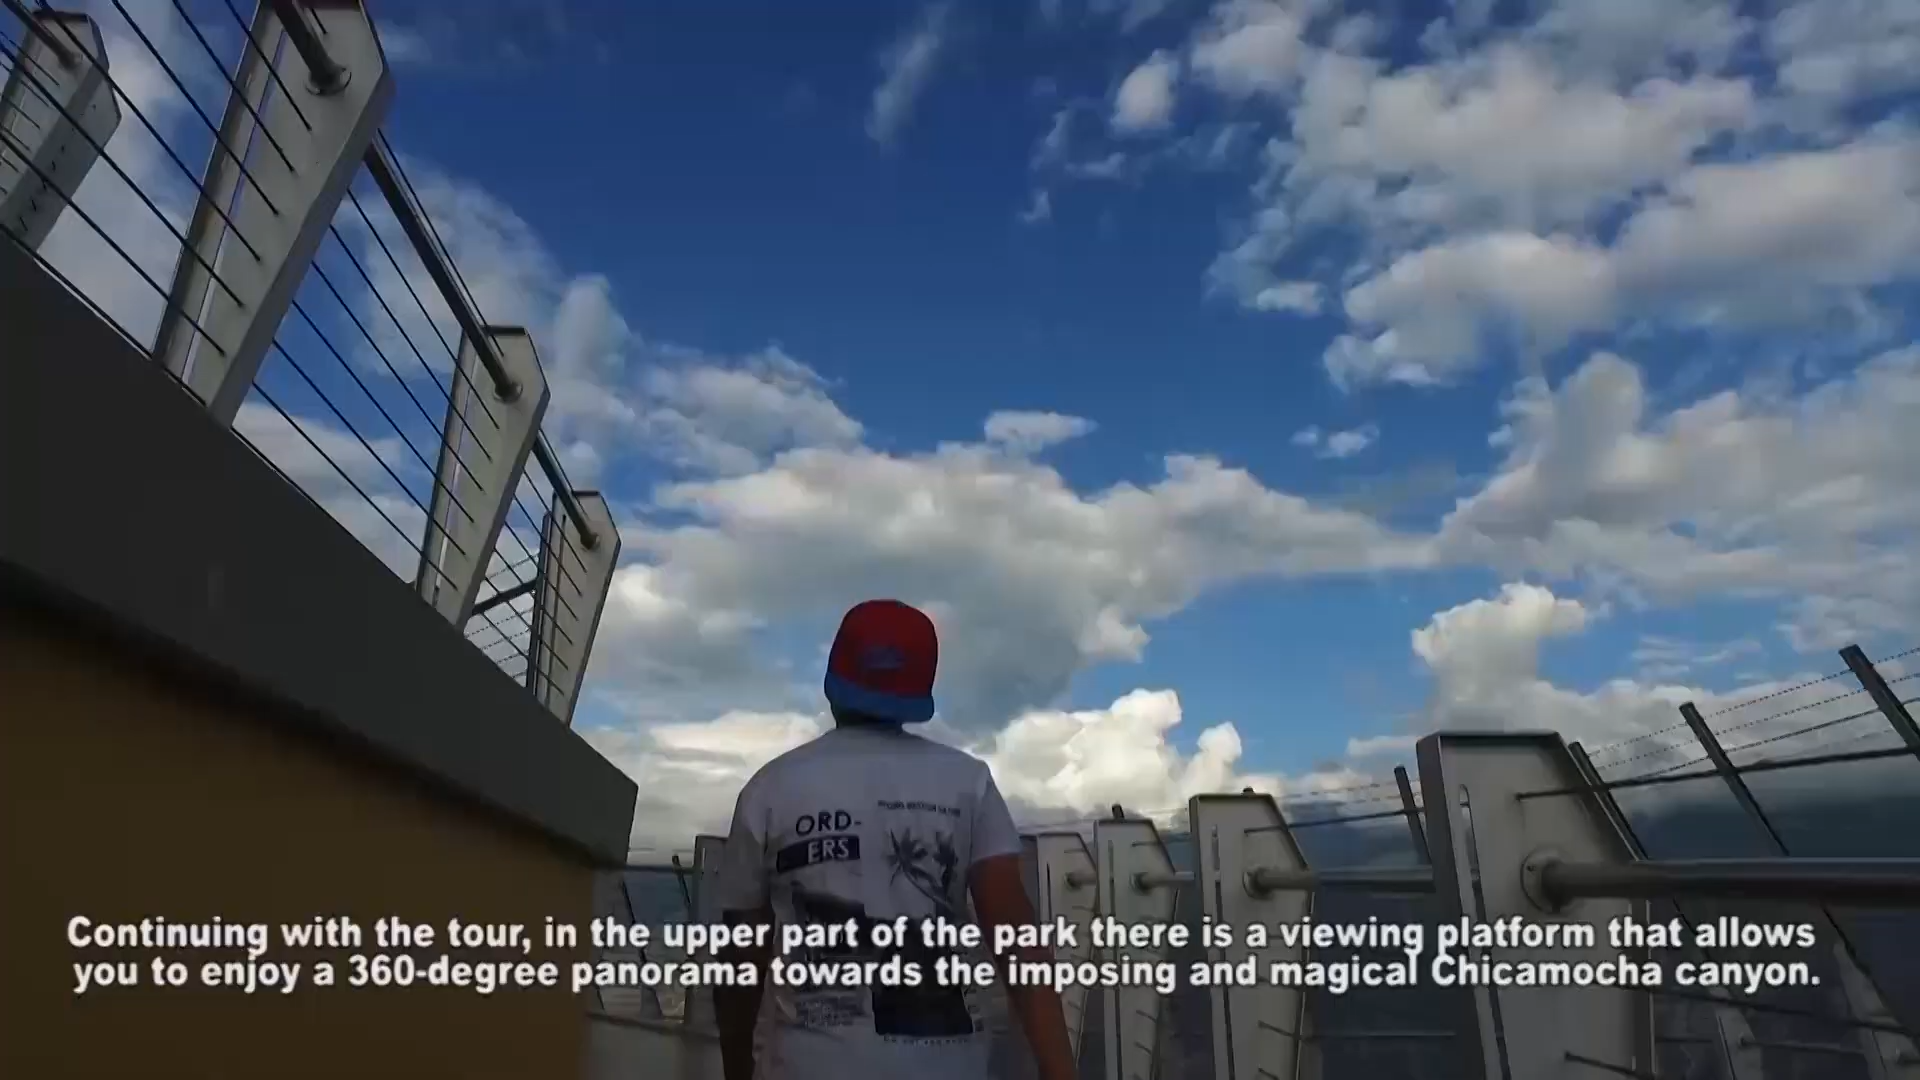 ORD-
ERS
Continuing with the tour, in the upper part of the park there is a viewing platform that allows
you to enjoy a 360-degree panorama towards the imposing and magical Chicamocha canyon.